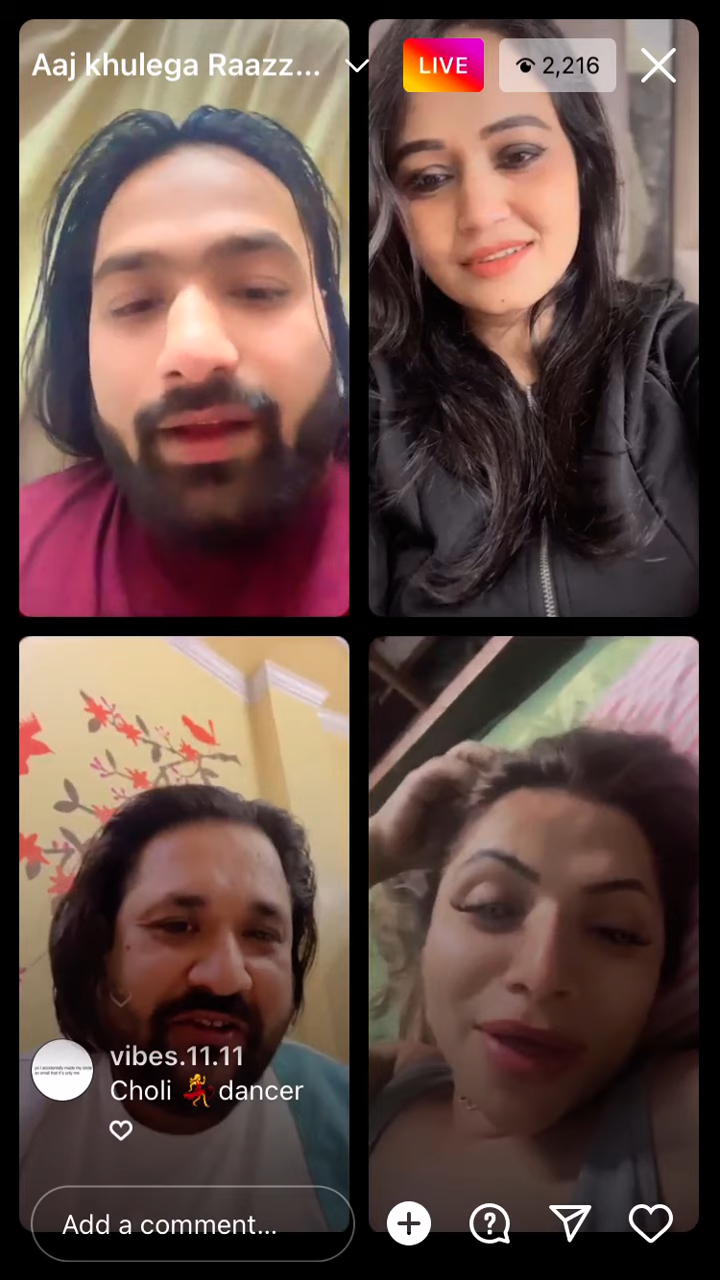 Aaj khulega Raazz...
LIVE
2,216
vibes.11.11
Choli 💃 dancer
Add a comment...